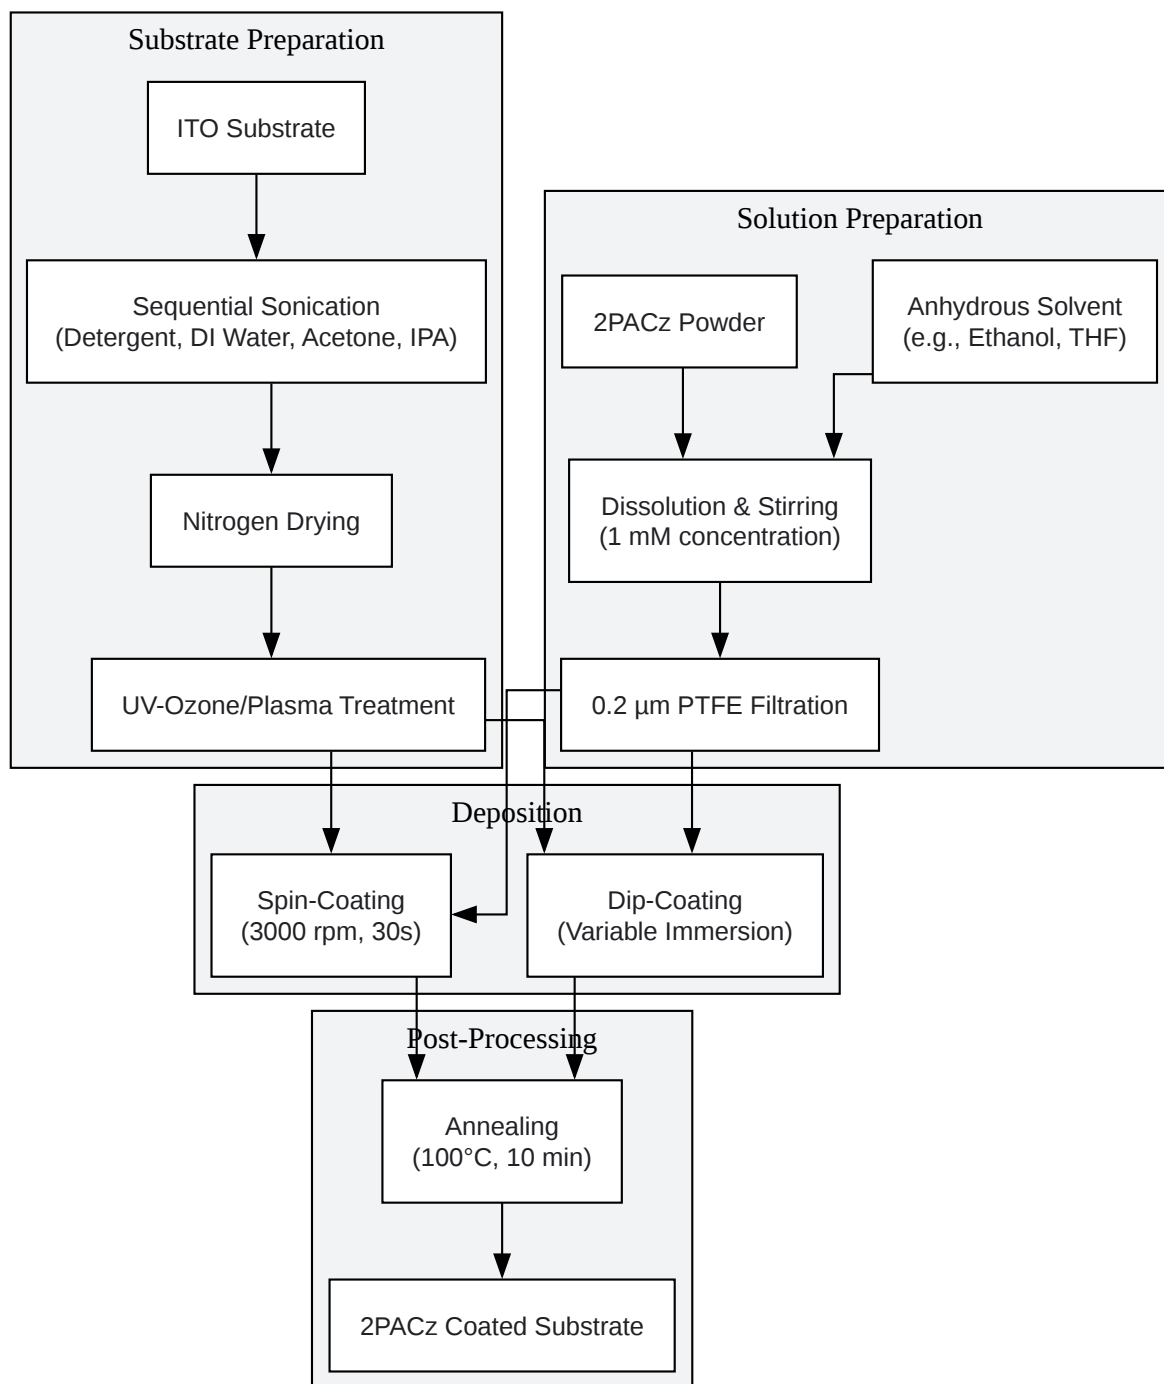 Substrate Preparation
ITO Substrate
Sequential Sonication
(Detergent, DI Water, Acetone, IPA)
Nitrogen Drying
UV-Ozone/Plasma Treatment
Solution Preparation
2PACz Powder
Anhydrous Solvent
(e.g., Ethanol, THF)
Dissolution & Stirring
(1 mM concentration)
0.2 µm PTFE Filtration
Deposition
Spin-Coating
(3000 rpm, 30s)
Dip-Coating
(Variable Immersion)
Post-Processing
Annealing
(100°C, 10 min)
2PACz Coated Substrate